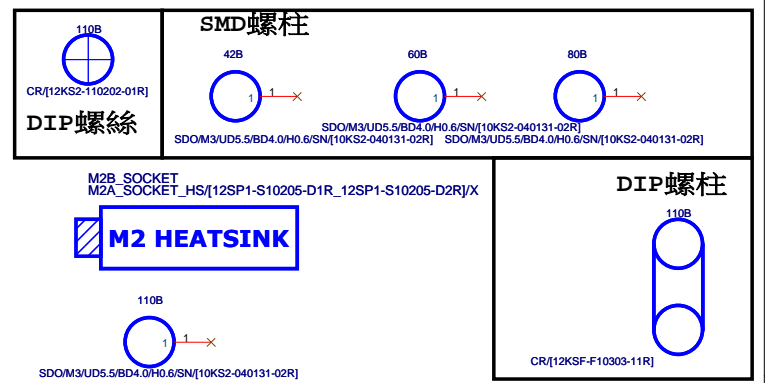 110B
CR/[12KS2-110202-01R]
DIP螺絲
SMD螺柱
42B
1 1
SDO/M3/UD5.5/BD4.0/H0.6/SN/[10KS2-040131-02R]
60B
1 1
SDO/M3/UD5.5/BD4.0/H0.6/SN/[10KS2-040131-02R]
80B
1 1
SDO/M3/UD5.5/BD4.0/H0.6/SN/[10KS2-040131-02R]
M2B_SOCKET
M2A_SOCKET_HS/[12SP1-S10205-D1R_12SP1-S10205-D2R]/X
M2 HEATSINK
110B
1 1
SDO/M3/UD5.5/BD4.0/H0.6/SN/[10KS2-040131-02R]
DIP螺柱
110B
CR/[12KSF-F10303-11R]